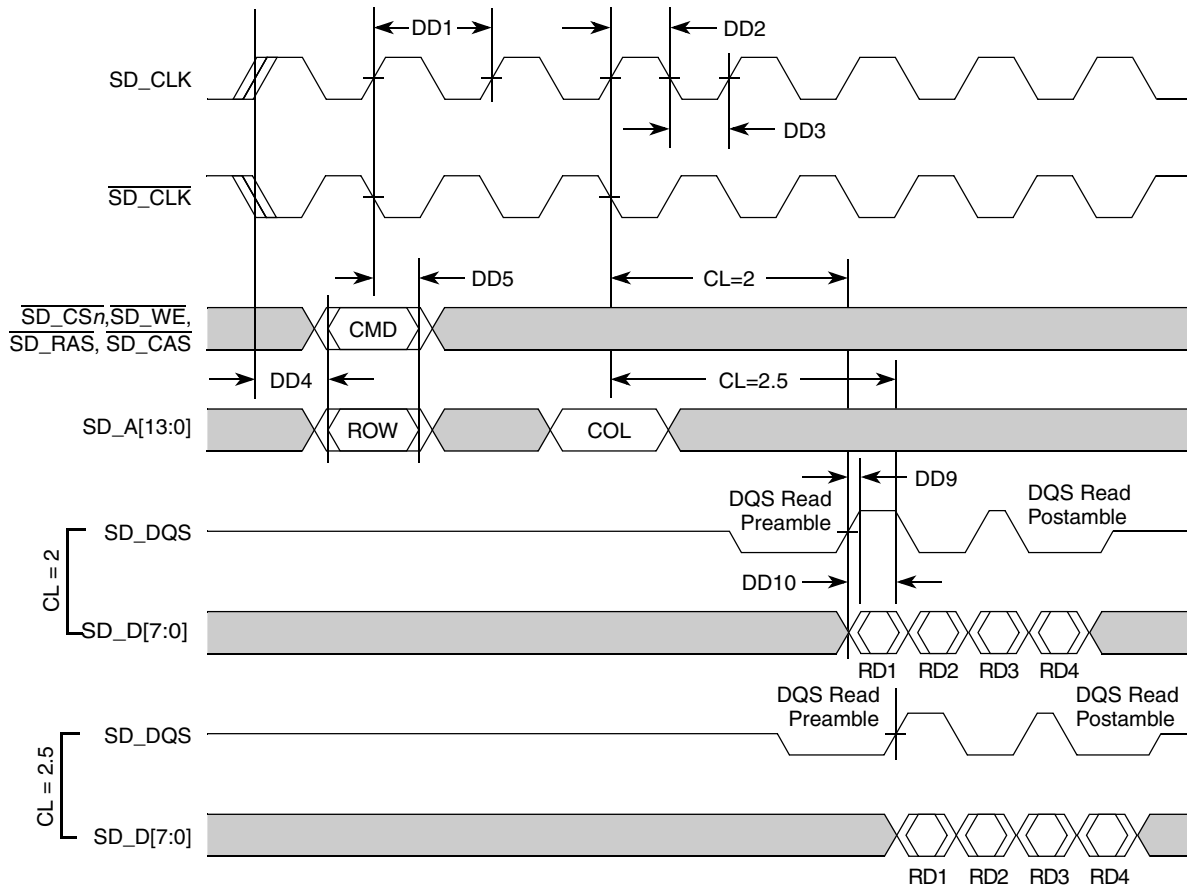 DD1
DD2
SD_CLK
DD3
SD_CLK
DD5
CL=2
SD_CSn,SD_WE,
SD_RAS, SD_CAS
CMD
DD4
CL=2.5
SD_A[13:0]
ROW
COL
DD9
DQS Read
Preamble
DQS Read
Postamble
SD_DQS
CL = 2
DD10
SD_D[7:0]
RD1 RD2 RD3 RD4
DQS Read
Preamble
DQS Read
Postamble
SD_DQS
CL = 2.5
SD_D[7:0]
RD1 RD2 RD3 RD4